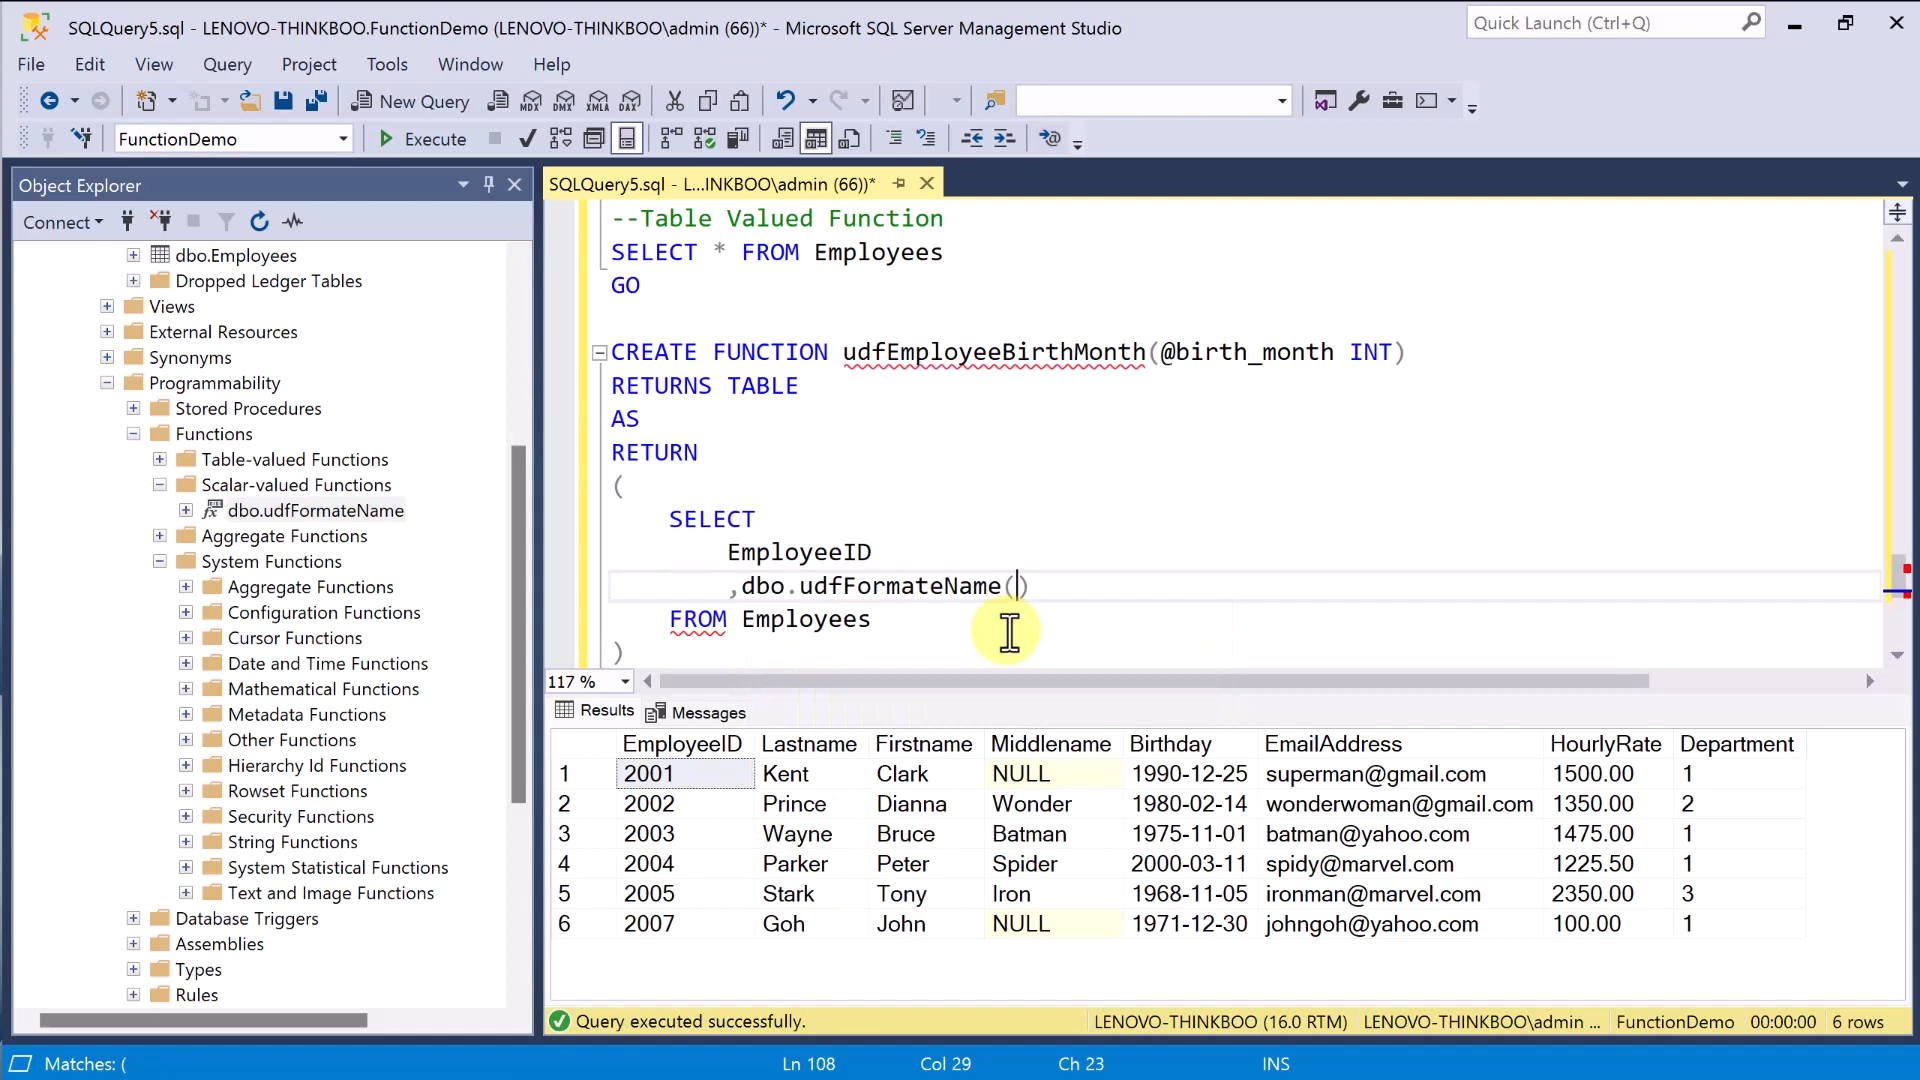 SQLQuery5.sql - LENOVO-THINKBOO.FunctionDemo (LENOVO-THINKBOO\admin (66))* - Microsoft SQL Server Management Studio
Quick Launch (Ctrl+Q)
File Edit View Query Project Tools Window Help
New Query MDX DMX XMLA DAX
FunctionDemo Execute
Object Explorer
Connect
dbo.Employees
Dropped Ledger Tables
Views
External Resources
Synonyms
Programmability
Stored Procedures
Functions
Table-valued Functions
Scalar-valued Functions
dbo.udfFormateName
Aggregate Functions
System Functions
Aggregate Functions
Configuration Functions
Cursor Functions
Date and Time Functions
Mathematical Functions
Metadata Functions
Other Functions
Hierarchy Id Functions
Rowset Functions
Security Functions
String Functions
System Statistical Functions
Text and Image Functions
Database Triggers
Assemblies
Types
Rules
SQLQuery5.sql - L...INKBOO\admin (66))*
--Table Valued Function
SELECT * FROM Employees
GO
CREATE FUNCTION udfEmployeeBirthMonth(@birth_month INT)
RETURNS TABLE
AS
RETURN
(
SELECT
EmployeeID
,dbo.udfFormateName()
FROM Employees
)
117 %
Results Messages
EmployeeID Lastname Firstname Middlename Birthday EmailAddress HourlyRate Department
1 2001 Kent Clark NULL 1990-12-25 superman@gmail.com 1500.00 1
2 2002 Prince Dianna Wonder 1980-02-14 wonderwoman@gmail.com 1350.00 2
3 2003 Wayne Bruce Batman 1975-11-01 batman@yahoo.com 1475.00 1
4 2004 Parker Peter Spider 2000-03-11 spidy@marvel.com 1225.50 1
5 2005 Stark Tony Iron 1968-11-05 ironman@marvel.com 2350.00 3
6 2007 Goh John NULL 1971-12-30 johngoh@yahoo.com 100.00 1
Query executed successfully. LENOVO-THINKBOO (16.0 RTM) LENOVO-THINKBOO\admin ... FunctionDemo 00:00:00 6 rows
Matches: ( Ln 108 Col 29 Ch 23 INS